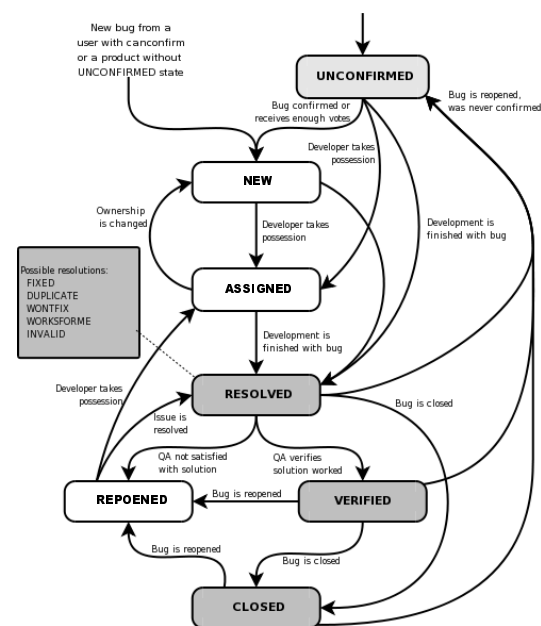 New bug from a
user with canconfirm
or a product without
UNCONFIRMED state
UNCONFIRMED
Bug is reopened,
was never confirmed
Bug confirmed or
receives enough votes
Developer takes
possession
NEW
Ownership
is changed
Developer takes
possession
Development is
finished with bug
Possible resolutions:
FIXED
DUPLICATE
WONTFIX
WORKSFORME
INVALID
ASSIGNED
Development is
finished with bug
RESOLVED
Developer takes
possession
Issue is
resolved
Bug is closed
QA not satisfied
with solution
QA verifies
solution worked
REPOENED
Bug is reopened
VERIFIED
Bug is reopened
Bug is closed
CLOSED